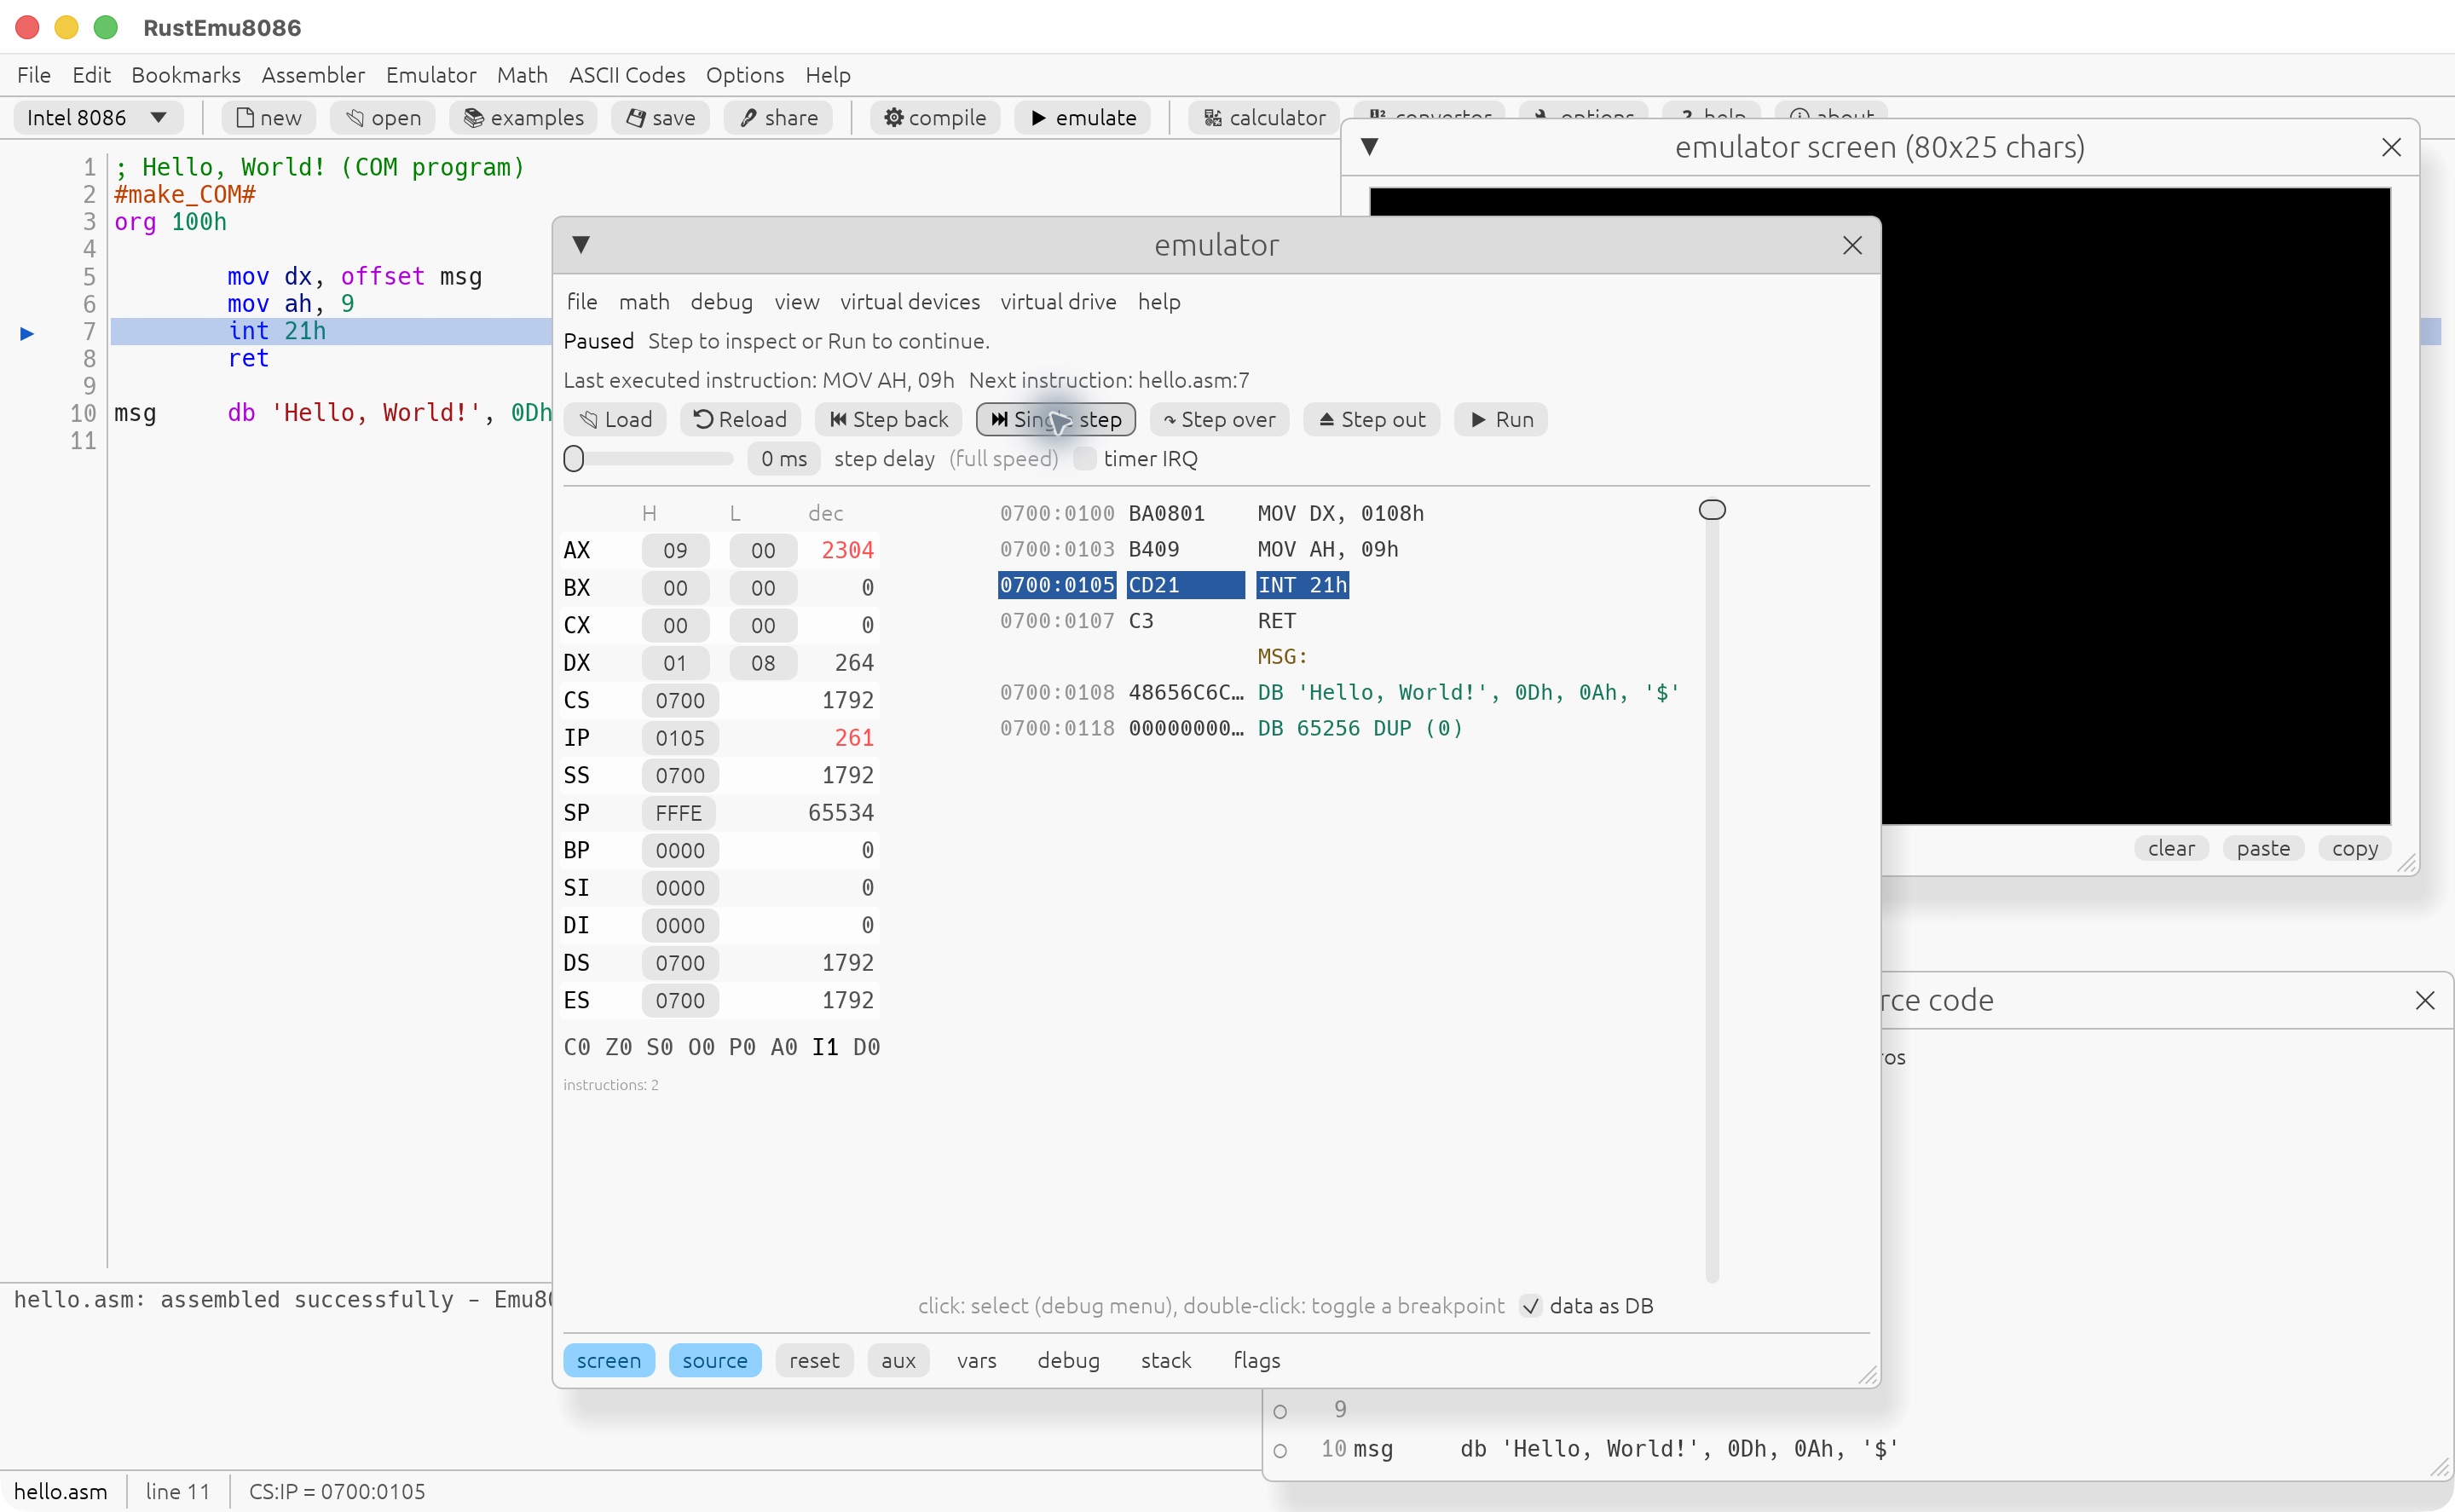 RustEmu8086
File Edit Bookmarks Assembler Emulator Math ASCII Codes Options Help
Intel 8086 ▼ new open examples save share compile ▶ emulate calculator convertor options help about
1 ; Hello, World! (COM program)
2 #make_COM#
3 org 100h
4
5 mov dx, offset msg
6 mov ah, 9
7 int 21h
8 ret
9
10 msg db 'Hello, World!', 0Dh
11
emulator screen (80x25 chars)
clear paste copy
emulator
file math debug view virtual devices virtual drive help
Paused Step to inspect or Run to continue.
Last executed instruction: MOV AH, 09h Next instruction: hello.asm:7
Load Reload Step back Single step Step over Step out Run
0 ms step delay (full speed) timer IRQ
H L dec
AX 09 00 2304
BX 00 00 0
CX 00 00 0
DX 01 08 264
CS 0700 1792
IP 0105 261
SS 0700 1792
SP FFFE 65534
BP 0000 0
SI 0000 0
DI 0000 0
DS 0700 1792
ES 0700 1792
C0 Z0 S0 O0 P0 A0 I1 D0
instructions: 2
0700:0100 BA0801 MOV DX, 0108h
0700:0103 B409 MOV AH, 09h
0700:0105 CD21 INT 21h
0700:0107 C3 RET
MSG:
0700:0108 48656C6C… DB 'Hello, World!', 0Dh, 0Ah, '$'
0700:0118 00000000… DB 65256 DUP (0)
click: select (debug menu), double-click: toggle a breakpoint ✓ data as DB
screen source reset aux vars debug stack flags
rce code
ros
9
10 msg db 'Hello, World!', 0Dh, 0Ah, '$'
hello.asm: assembled successfully – Emu80
hello.asm line 11 CS:IP = 0700:0105